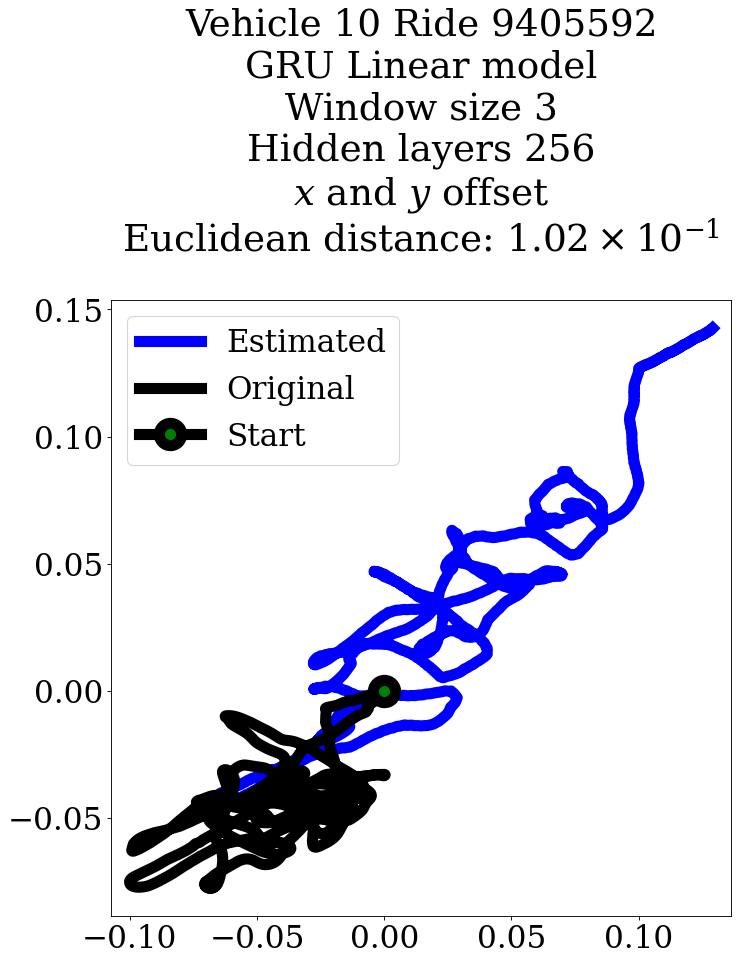 Vehicle 10 Ride 9405592
GRU Linear model
Window size 3
Hidden layers 256
x and y offset
Euclidean distance: 1.02 × 10⁻¹
0.15
0.10
0.05
0.00
−0.05
Estimated
Original
Start
−0.10 −0.05 0.00 0.05 0.10